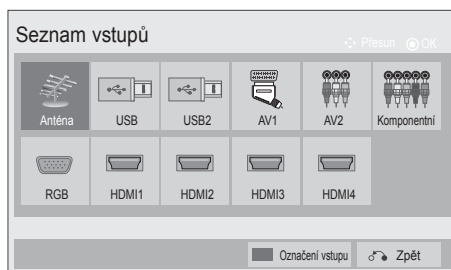 Seznam vstupů
Přesun OK
Anténa USB USB2 AV1 AV2 Komponentní
RGB HDMI1 HDMI2 HDMI3 HDMI4
Označení vstupu Zpět